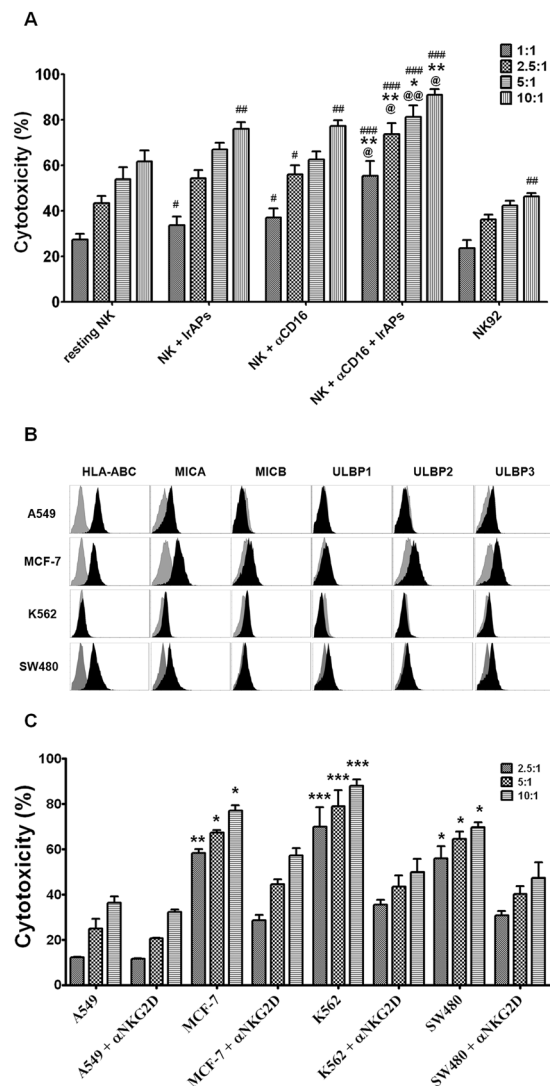 A
1:1
2.5:1
5:1
10:1
Cytotoxicity (%)
100
80
60
40
20
0
#
##
#
#
##
###
**
@
###
**
@
###
*
@@
###
**
@
##
resting NK
NK + IrAPs
NK + αCD16
NK + αCD16 + IrAPs
NK92
B
HLA-ABC MICA MICB ULBP1 ULBP2 ULBP3
A549
MCF-7
K562
SW480
C
2.5:1
5:1
10:1
Cytotoxicity (%)
100
80
60
40
20
0
**
*
*
***
***
***
*
*
*
A549
A549 + αNKG2D
MCF-7
MCF-7 + αNKG2D
K562
K562 + αNKG2D
SW480
SW480 + αNKG2D